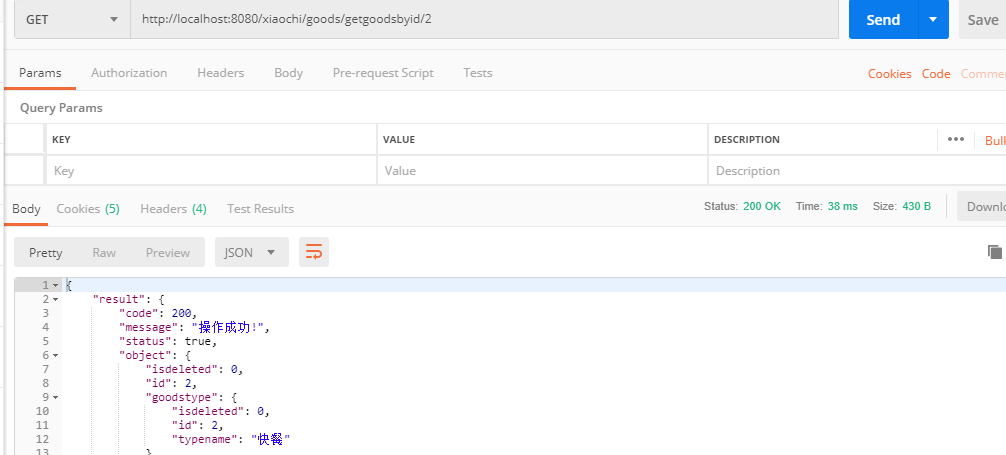 GET http://localhost:8080/xiaochi/goods/getgoodsbyid/2 Send Save
Params Authorization Headers Body Pre-request Script Tests Cookies Code Comme
Query Params
KEY VALUE DESCRIPTION ••• Bulk
Key Value Description
Body Cookies (5) Headers (4) Test Results Status: 200 OK Time: 38 ms Size: 430 B Downlo
Pretty Raw Preview JSON
1 {
2 "result": {
3 "code": 200,
4 "message": "操作成功!",
5 "status": true,
6 "object": {
7 "isdeleted": 0,
8 "id": 2,
9 "goodstype": {
10 "isdeleted": 0,
11 "id": 2,
12 "typename": "快餐"
13 }